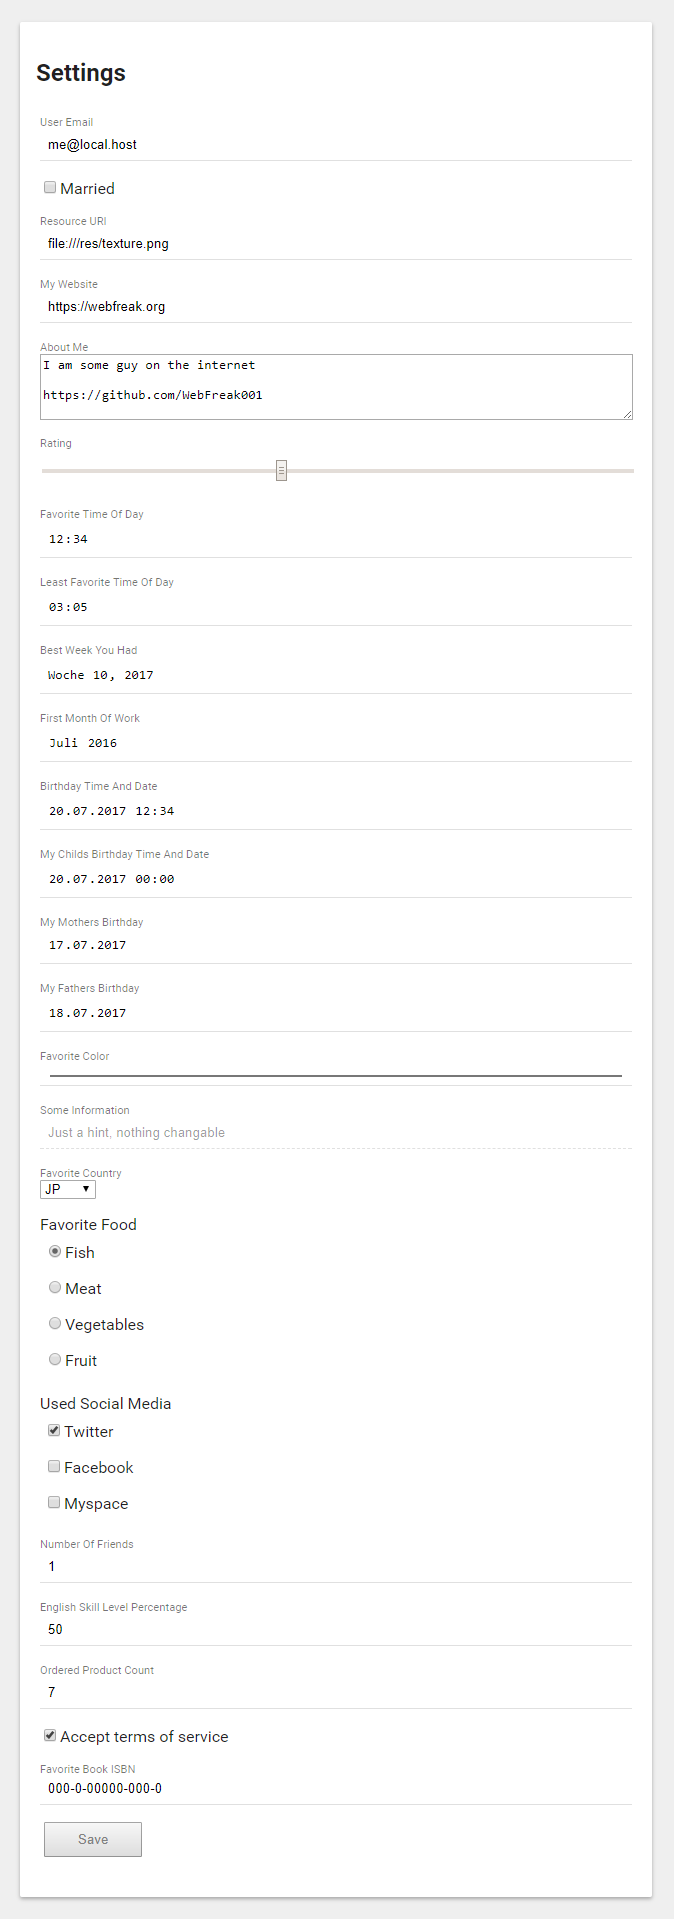 Settings
User Email
me@local.host
Married
Resource URI
file:///res/texture.png
My Website
https://webfreak.org
About Me
I am some guy on the internet
https://github.com/WebFreak001
Rating
Favorite Time Of Day
12:34
Least Favorite Time Of Day
03:05
Best Week You Had
Woche 10, 2017
First Month Of Work
Juli 2016
Birthday Time And Date
20.07.2017 12:34
My Childs Birthday Time And Date
20.07.2017 00:00
My Mothers Birthday
17.07.2017
My Fathers Birthday
18.07.2017
Favorite Color
Some Information
Just a hint, nothing changable
Favorite Country
JP
Favorite Food
Fish
Meat
Vegetables
Fruit
Used Social Media
Twitter
Facebook
Myspace
Number Of Friends
1
English Skill Level Percentage
50
Ordered Product Count
7
Accept terms of service
Favorite Book ISBN
000-0-00000-000-0
Save